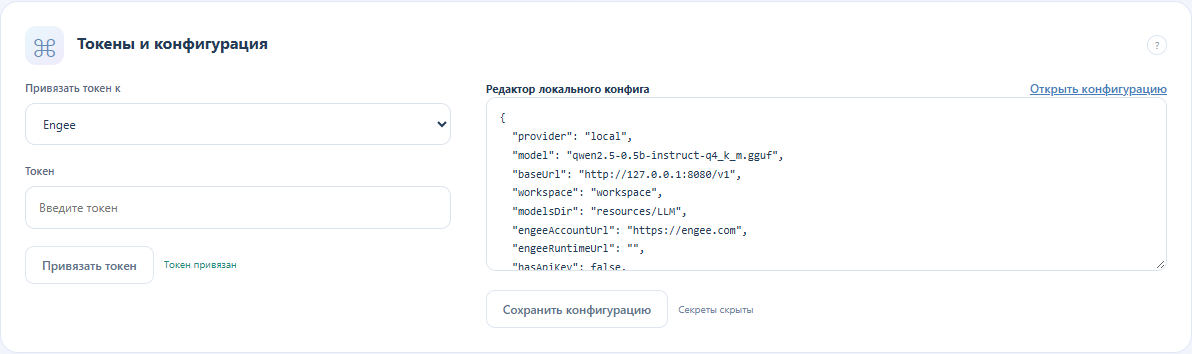 Токены и конфигурация
?
Привязать токен к
Engee
Токен
Введите токен
Привязать токен
Токен привязан
Редактор локального конфига
Открыть конфигурацию
{
"provider": "local",
"model": "qwen2.5-0.5b-instruct-q4_k_m.gguf",
"baseUrl": "http://127.0.0.1:8080/v1",
"workspace": "workspace",
"modelsDir": "resources/LLM",
"engeeAccountUrl": "https://engee.com",
"engeeRuntimeUrl": "",
"hasApiKey": false,
Сохранить конфигурацию
Секреты скрыты